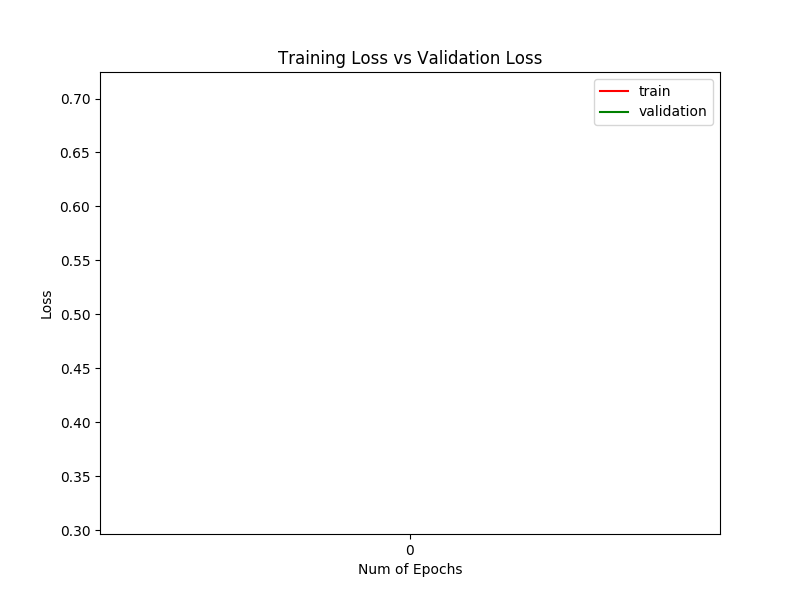 Training Loss vs Validation Loss
train
validation
0.70
0.65
0.60
0.55
0.50
0.45
0.40
0.35
0.30
Loss
0
Num of Epochs